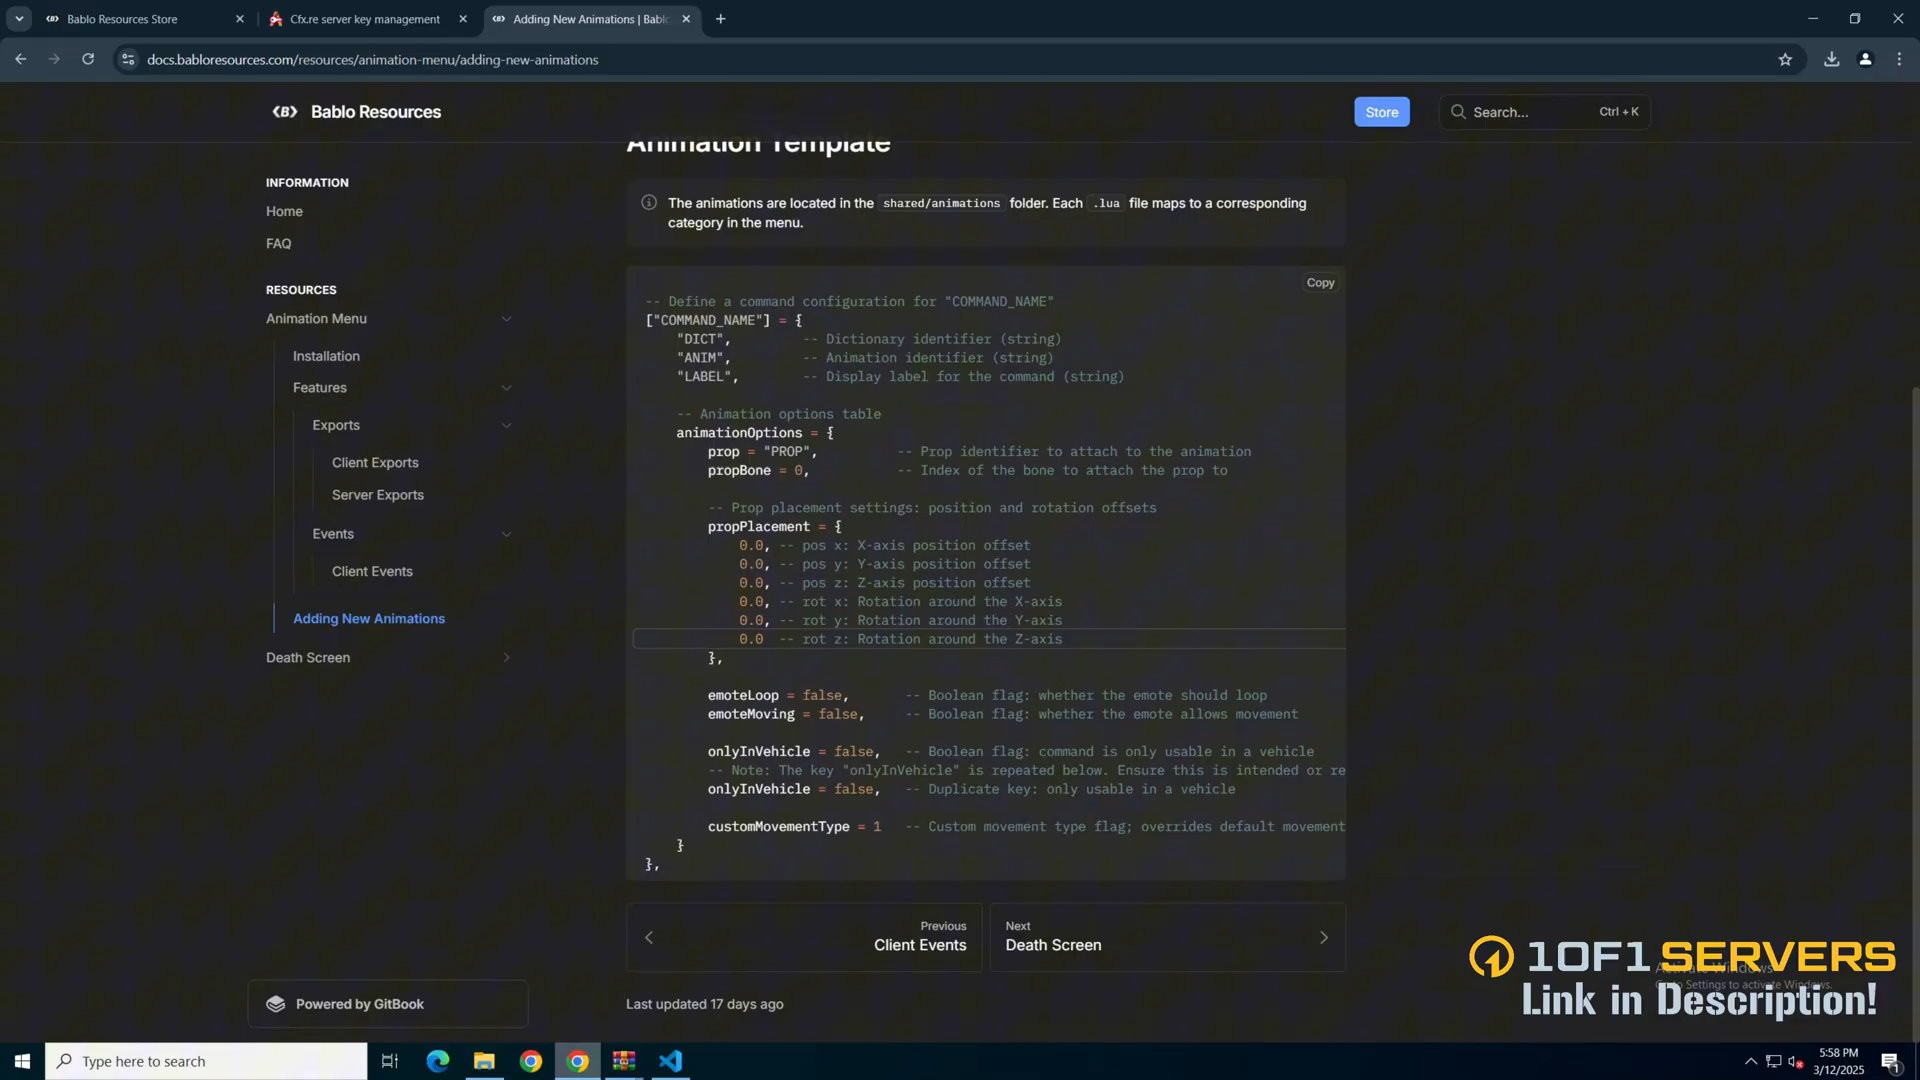 Bablo Resources Store
Cfx.re server key management
Adding New Animations | Bablo
docs.babloresources.com/resources/animation-menu/adding-new-animations
Bablo Resources
Store
Search...
Ctrl + K
INFORMATION
Home
FAQ
RESOURCES
Animation Menu
Installation
Features
Exports
Client Exports
Server Exports
Events
Client Events
Adding New Animations
Death Screen
Powered by GitBook
Animation Template
The animations are located in the shared/animations folder. Each .lua file maps to a corresponding
category in the menu.
Copy
-- Define a command configuration for "COMMAND_NAME"
["COMMAND_NAME"] = {
"DICT", -- Dictionary identifier (string)
"ANIM", -- Animation identifier (string)
"LABEL", -- Display label for the command (string)
-- Animation options table
animationOptions = {
prop = "PROP", -- Prop identifier to attach to the animation
propBone = 0, -- Index of the bone to attach the prop to
-- Prop placement settings: position and rotation offsets
propPlacement = {
0.0, -- pos x: X-axis position offset
0.0, -- pos y: Y-axis position offset
0.0, -- pos z: Z-axis position offset
0.0, -- rot x: Rotation around the X-axis
0.0, -- rot y: Rotation around the Y-axis
0.0 -- rot z: Rotation around the Z-axis
},
emoteLoop = false, -- Boolean flag: whether the emote should loop
emoteMoving = false, -- Boolean flag: whether the emote allows movement
onlyInVehicle = false, -- Boolean flag: command is only usable in a vehicle
-- Note: The key "onlyInVehicle" is repeated below. Ensure this is intended or re
onlyInVehicle = false, -- Duplicate key: only usable in a vehicle
customMovementType = 1 -- Custom movement type flag; overrides default movement
}
},
Previous
Client Events
Next
Death Screen
Last updated 17 days ago
1OF1 SERVERS
Activate Windows
Go to Settings to activate Windows.
Link in Description!
Type here to search
5:58 PM
3/12/2025
1